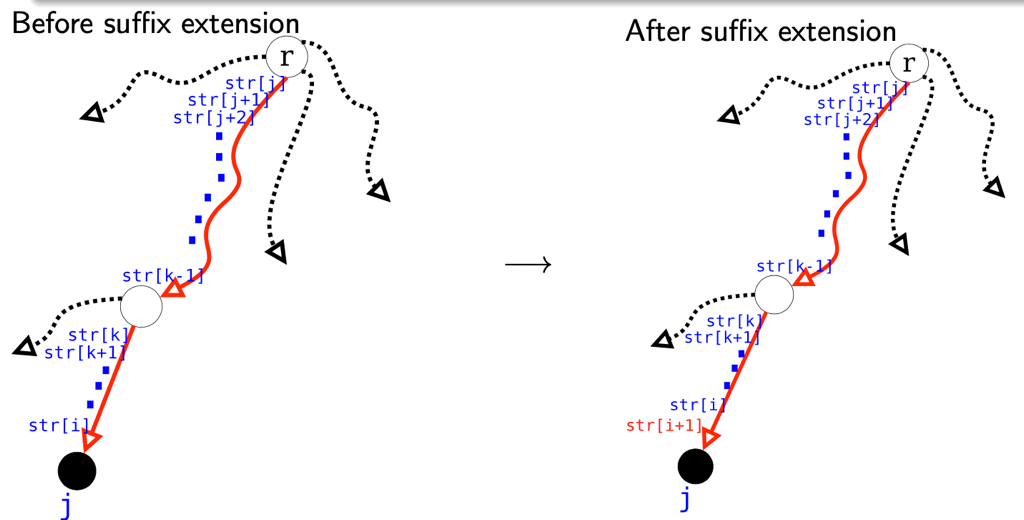 Before suffix extension
r
str[j]
str[j+1]
str[j+2]
str[k-1]
str[k]
str[k+1]
str[i]
j
→
After suffix extension
r
str[j]
str[j+1]
str[j+2]
str[k-1]
str[k]
str[k+1]
str[i]
str[i+1]
j